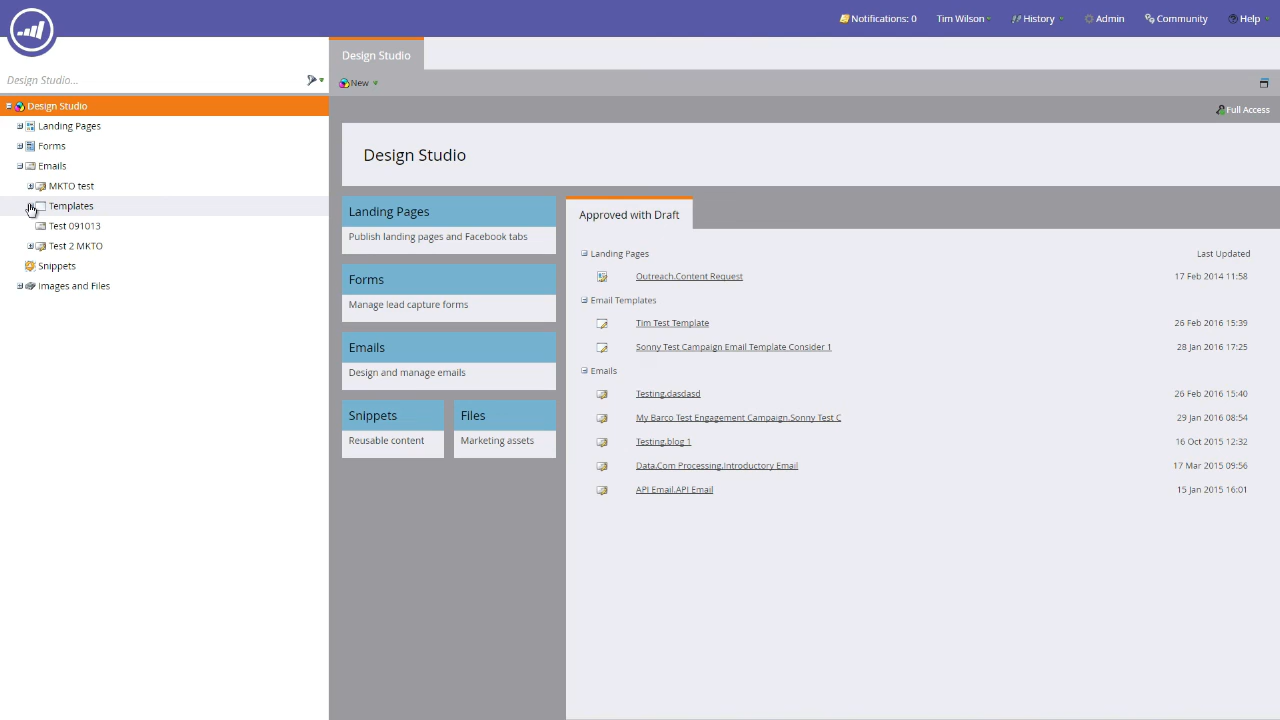 Notifications: 0
Tim Wilson
History
Admin
Community
Help
Design Studio...
Design Studio
New
Full Access
Design Studio
Landing Pages
Forms
Emails
MKTO test
Templates
Test 091013
Test 2 MKTO
Snippets
Images and Files
Design Studio
Landing Pages
Publish landing pages and Facebook tabs
Forms
Manage lead capture forms
Emails
Design and manage emails
Snippets
Reusable content
Files
Marketing assets
Approved with Draft
Landing Pages Last Updated
Outreach.Content Request 17 Feb 2014 11:58
Email Templates
Tim Test Template 26 Feb 2016 15:39
Sonny Test Campaign Email Template Consider 1 28 Jan 2016 17:25
Emails
Testing.dasdasd 26 Feb 2016 15:40
My Barco Test Engagement Campaign.Sonny Test C 29 Jan 2016 08:54
Testing.blog 1 16 Oct 2015 12:32
Data.Com Processing.Introductory Email 17 Mar 2015 09:56
API Email.API Email 15 Jan 2015 16:01